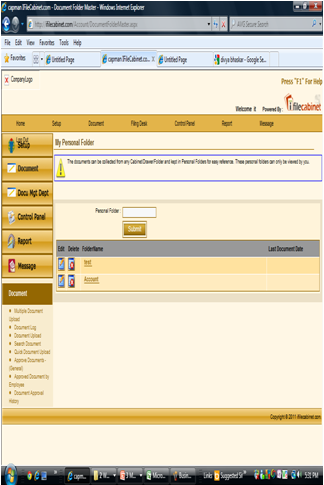 capman IFileCabinet.com - Document Folder Master - Windows Internet Explorer
http://ifilecabinet.com/Account/DocumentFolderMaster.aspx
AVG Secure Search
File Edit View Favorites Tools Help
Favorites Untitled Page capman IFileCabinet.co... X Untitled Page divya bhaskar - Google Se...
CompanyLogo
Press "F1" For Help
Welcome it Powered By: ifilecabinet
Home Setup Document Filing Desk Control Panel Report Message
Log Out
Setup
Document
Docu Mgt Dept
Control Panel
Report
Message
Document
Multiple Document
Upload
Document Log
Document Upload
Search Document
Quick Document Upload
Approve Documents -
(General)
Approved Document by
Employee
Document Approval
History
My Personal Folder
The documents can be collected from any Cabinet/Drawer/Folder and kept in Personal Folders for easy reference. These personal folders can only be viewed by you.
Personal Folder
Submit
Edit Delete FolderName Last Document Date
test
Account
Copyright © 2011 ifilecabinet.com
capm... 2 W... 3 M... Micro... Busin... Links Suggested Si 5:31 PM